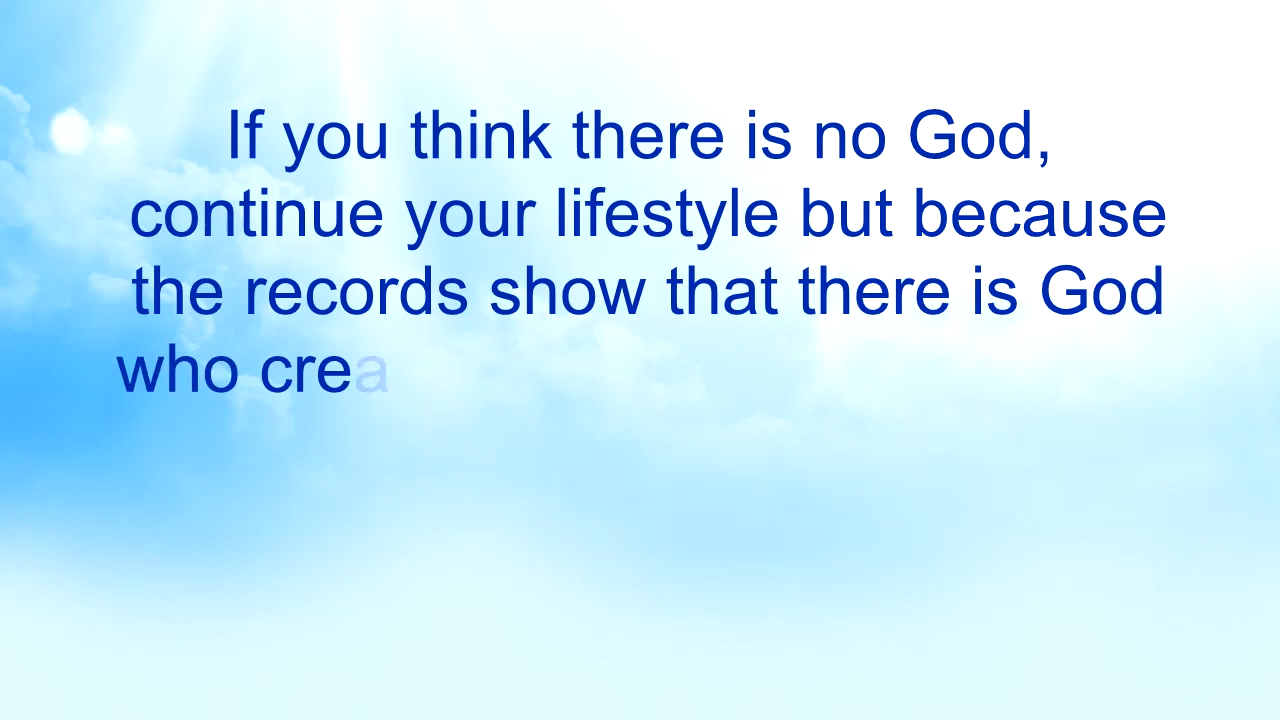 If you think there is no God,
continue your lifestyle but because
the records show that there is God
who crea